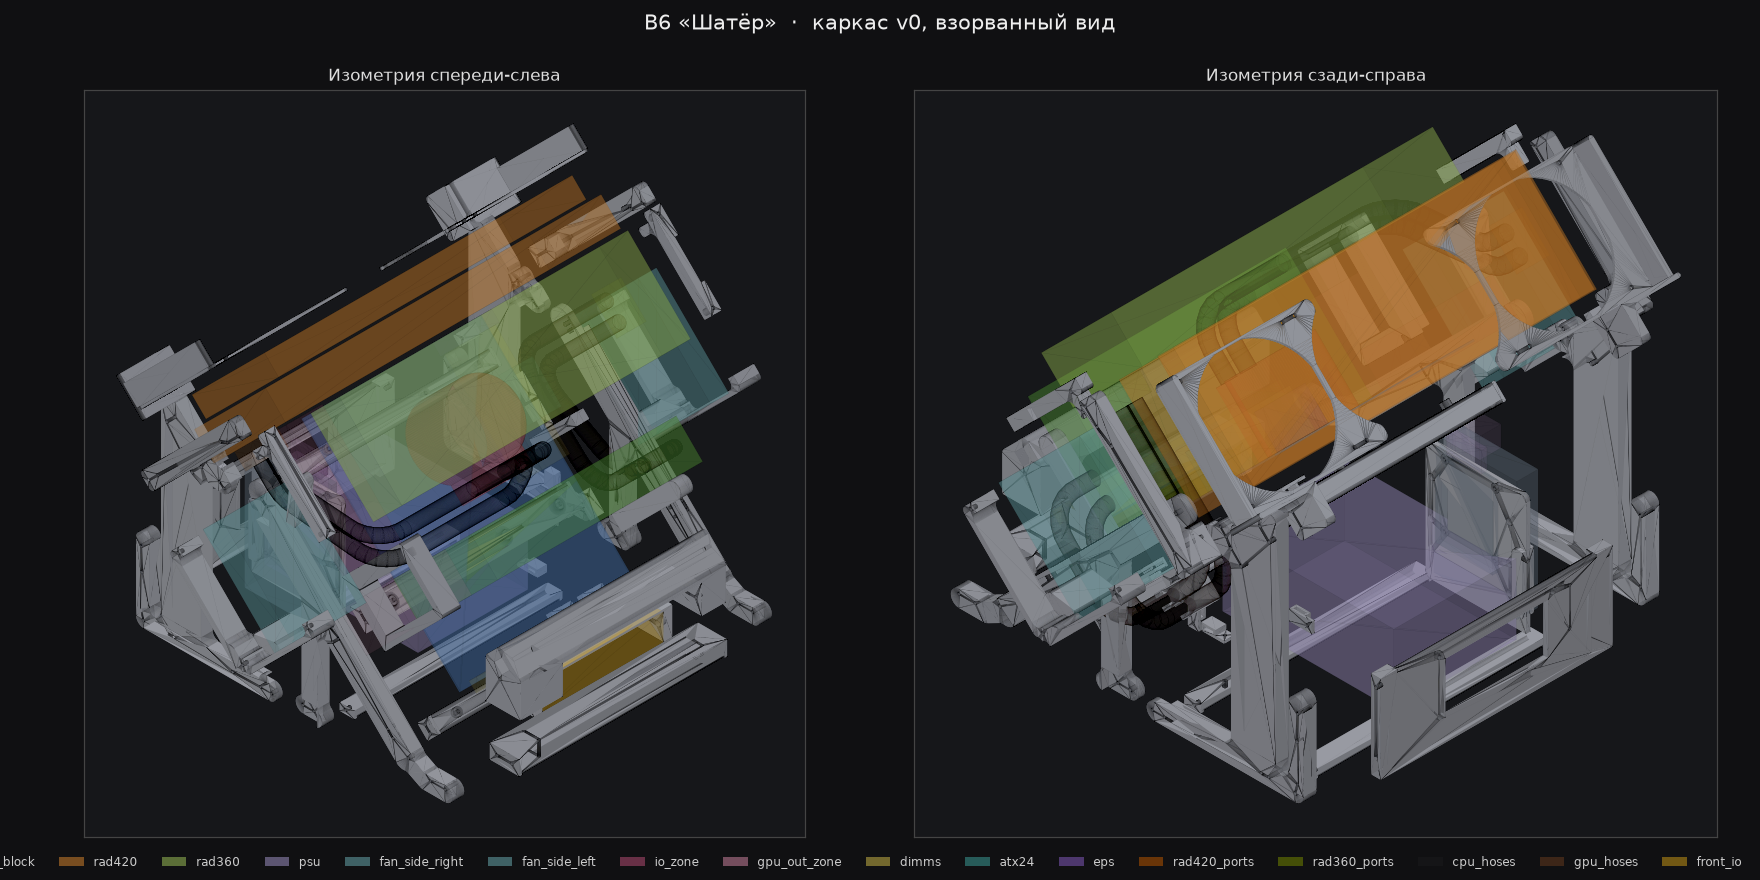 B6 «Шатёр» · каркас v0, взорванный вид
Изометрия спереди-слева
Изометрия сзади-справа
_block rad420 rad360 psu fan_side_right fan_side_left io_zone gpu_out_zone dimms atx24 eps rad420_ports rad360_ports cpu_hoses gpu_hoses front_io